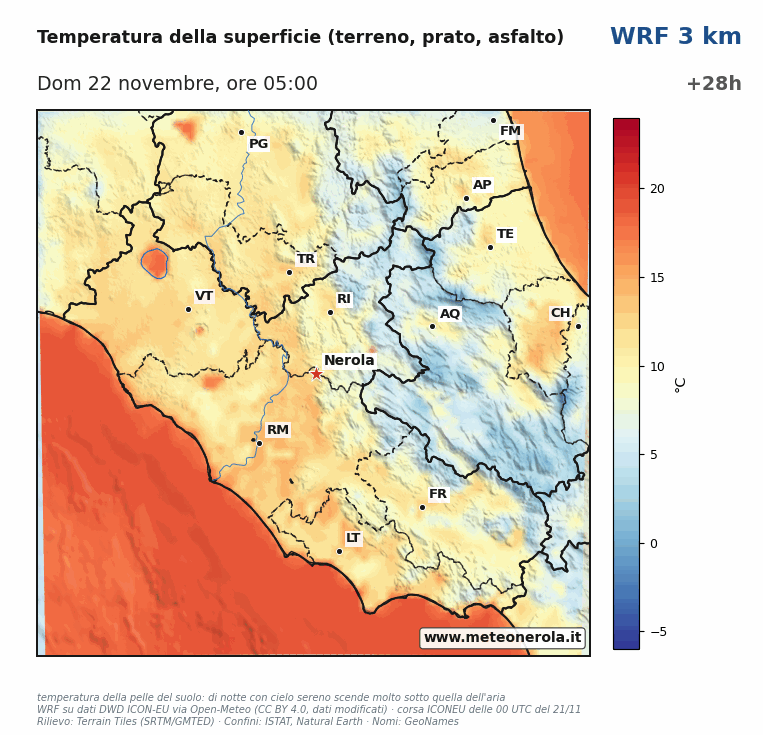 Temperatura della superficie (terreno, prato, asfalto)
WRF 3 km
Dom 22 novembre, ore 05:00
+28h
FM
PG
AP
TE
TR
VT
RI
AQ
CH
Nerola
RM
FR
LT
www.meteonerola.it
20
15
10
5
0
−5
°C
temperatura della pelle del suolo: di notte con cielo sereno scende molto sotto quella dell'aria
WRF su dati DWD ICON-EU via Open-Meteo (CC BY 4.0, dati modificati) · corsa ICONEU delle 00 UTC del 21/11
Rilievo: Terrain Tiles (SRTM/GMTED) · Confini: ISTAT, Natural Earth · Nomi: GeoNames